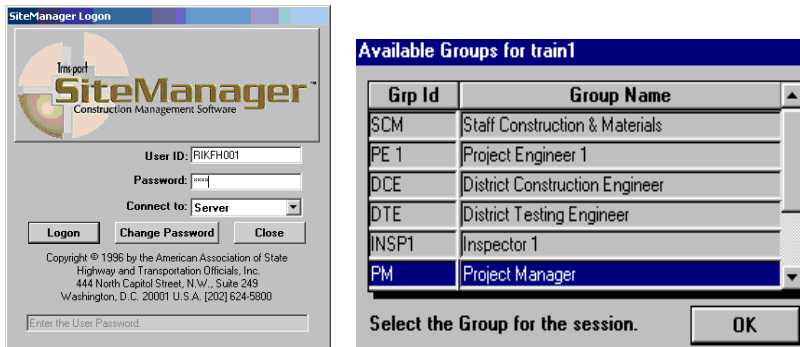 SiteManager Logon
Trns•port
SiteManager™
Construction Management Software
User ID: RIKFH001
Password: ****
Connect to: Server
Logon Change Password Close
Copyright © 1996 by the American Association of State
Highway and Transportation Officials, Inc.
444 North Capitol Street, N.W., Suite 249
Washington, D.C. 20001 U.S.A. [202] 624-5800
Enter the User Password.
Available Groups for train1
Grp Id Group Name
SCM Staff Construction & Materials
PE 1 Project Engineer 1
DCE District Construction Engineer
DTE District Testing Engineer
INSP1 Inspector 1
PM Project Manager
Select the Group for the session. OK